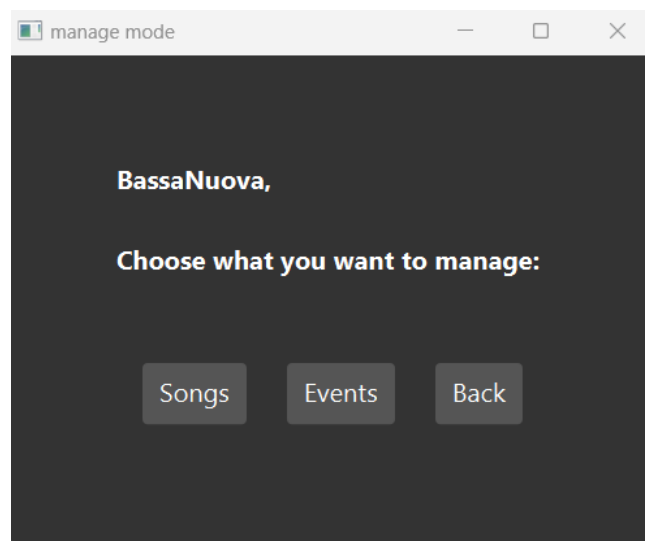 manage mode
BassaNuova,
Choose what you want to manage:
Songs Events Back